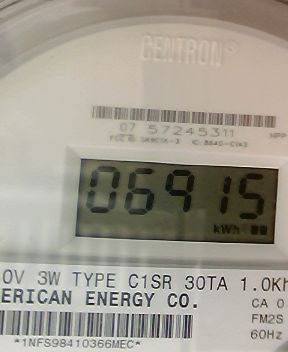 CENTRON®
07 57245311
06915
kWh
0V 3W TYPE C1SR 30TA 1.0Kh
ERICAN ENERGY CO.
CA 0
FM2S
60Hz
*1NFS98410366MEC*